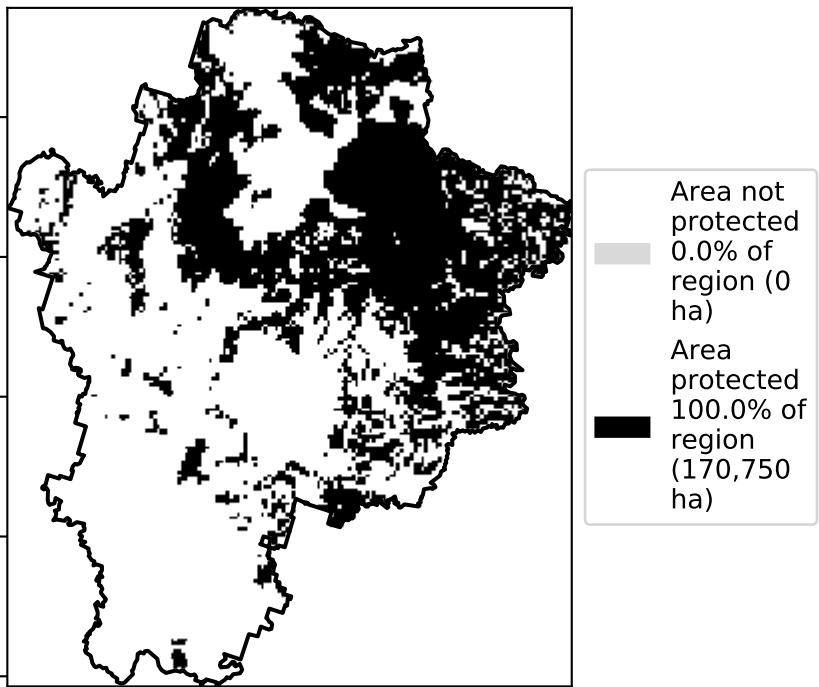 Area not
protected
0.0% of
region (0
ha)
Area
protected
100.0% of
region
(170,750
ha)